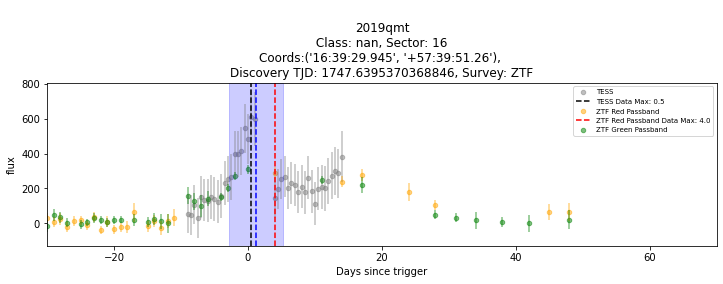 2019qmt
Class: nan, Sector: 16
Coords:('16:39:29.945', '+57:39:51.26'),
Discovery TJD: 1747.6395370368846, Survey: ZTF
800
600
400
200
0
flux
TESS
TESS Data Max: 0.5
ZTF Red Passband
ZTF Red Passband Data Max: 4.0
ZTF Green Passband
−20
0
20
40
60
Days since trigger